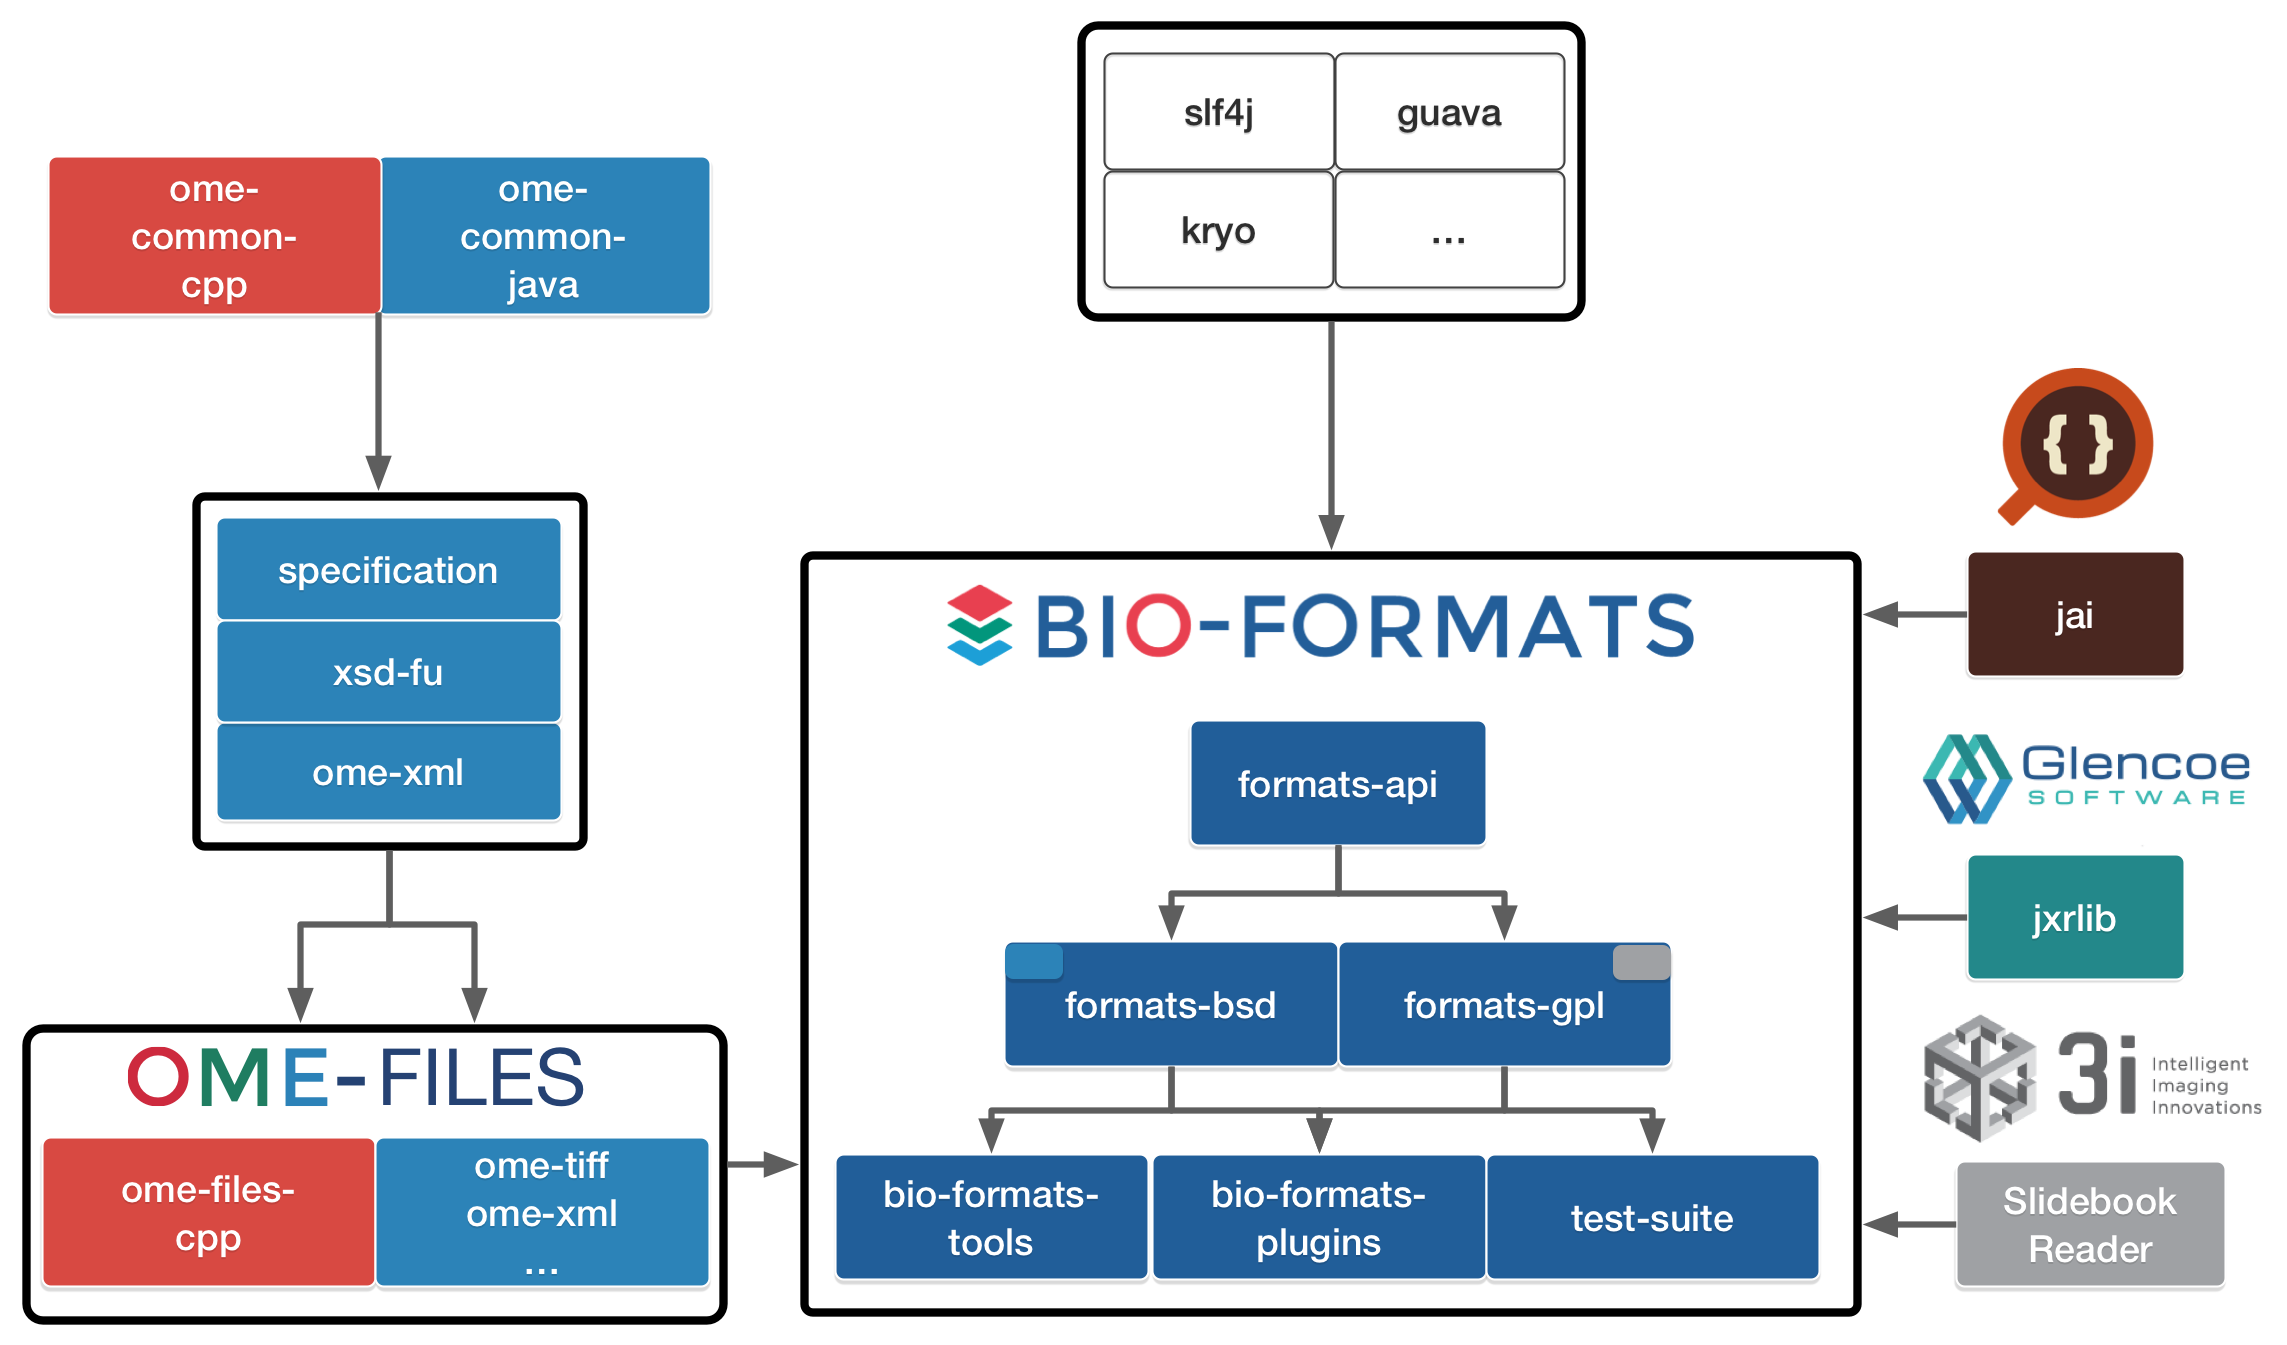 slf4j
guava
kryo
...
ome-
common-
cpp
ome-
common-
java
specification
xsd-fu
ome-xml
OME-FILES
ome-files-
cpp
ome-tiff
ome-xml
...
BIO-FORMATS
formats-api
formats-bsd
formats-gpl
bio-formats-
tools
bio-formats-
plugins
test-suite
{ }
jai
Glencoe
SOFTWARE
jxrlib
3i
Intelligent
Imaging
Innovations
Slidebook
Reader